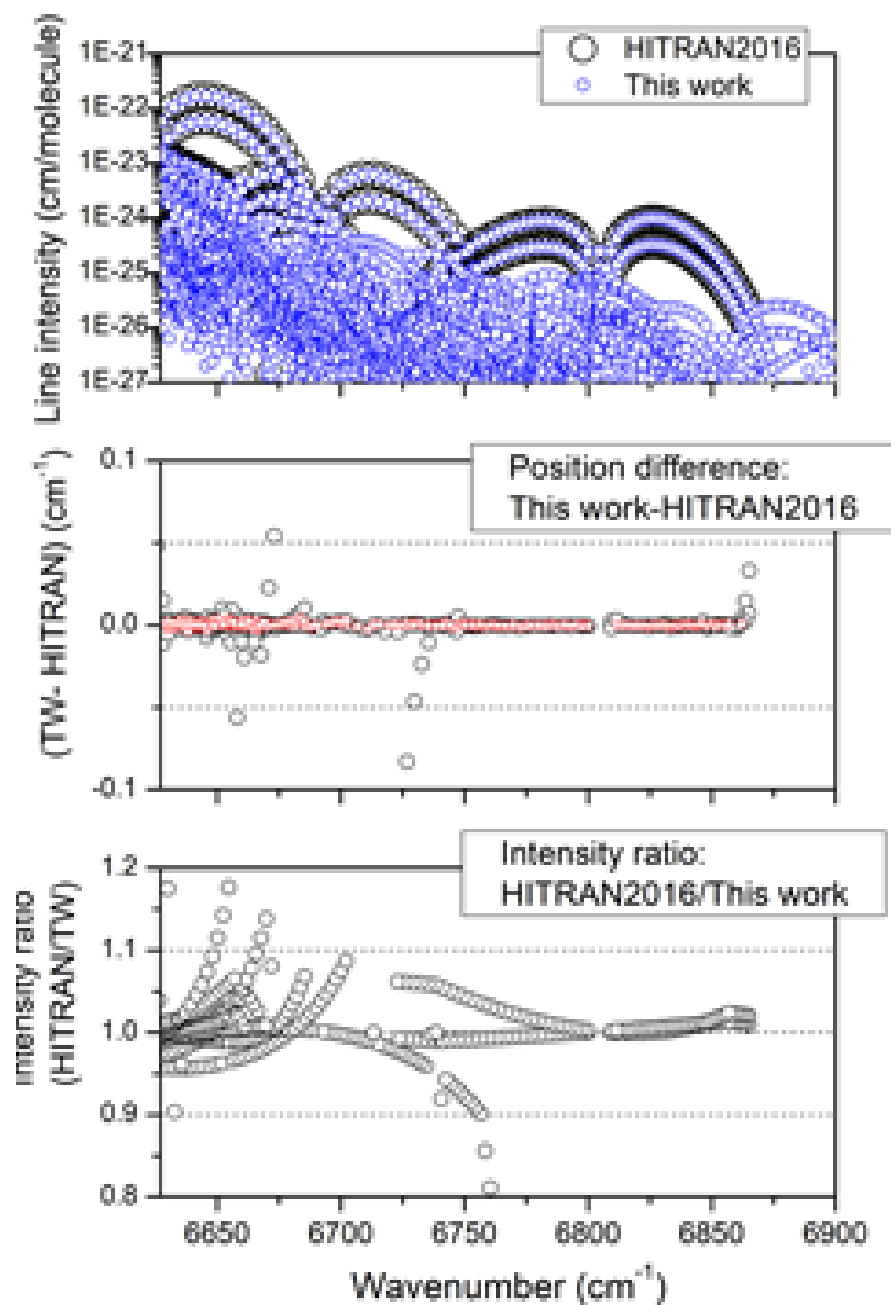 Line intensity (cm/molecule)
1E-21
1E-22
1E-23
1E-24
1E-25
1E-26
1E-27
HITRAN2016
This work
(TW- HITRAN) (cm⁻¹)
0.1
0.0
-0.1
Position difference:
This work-HITRAN2016
6650
6700
6750
6800
6850
6900
Intensity ratio
(HITRAN/TW)
1.2
1.1
1.0
0.9
0.8
Intensity ratio:
HITRAN2016/This work
Wavenumber (cm⁻¹)